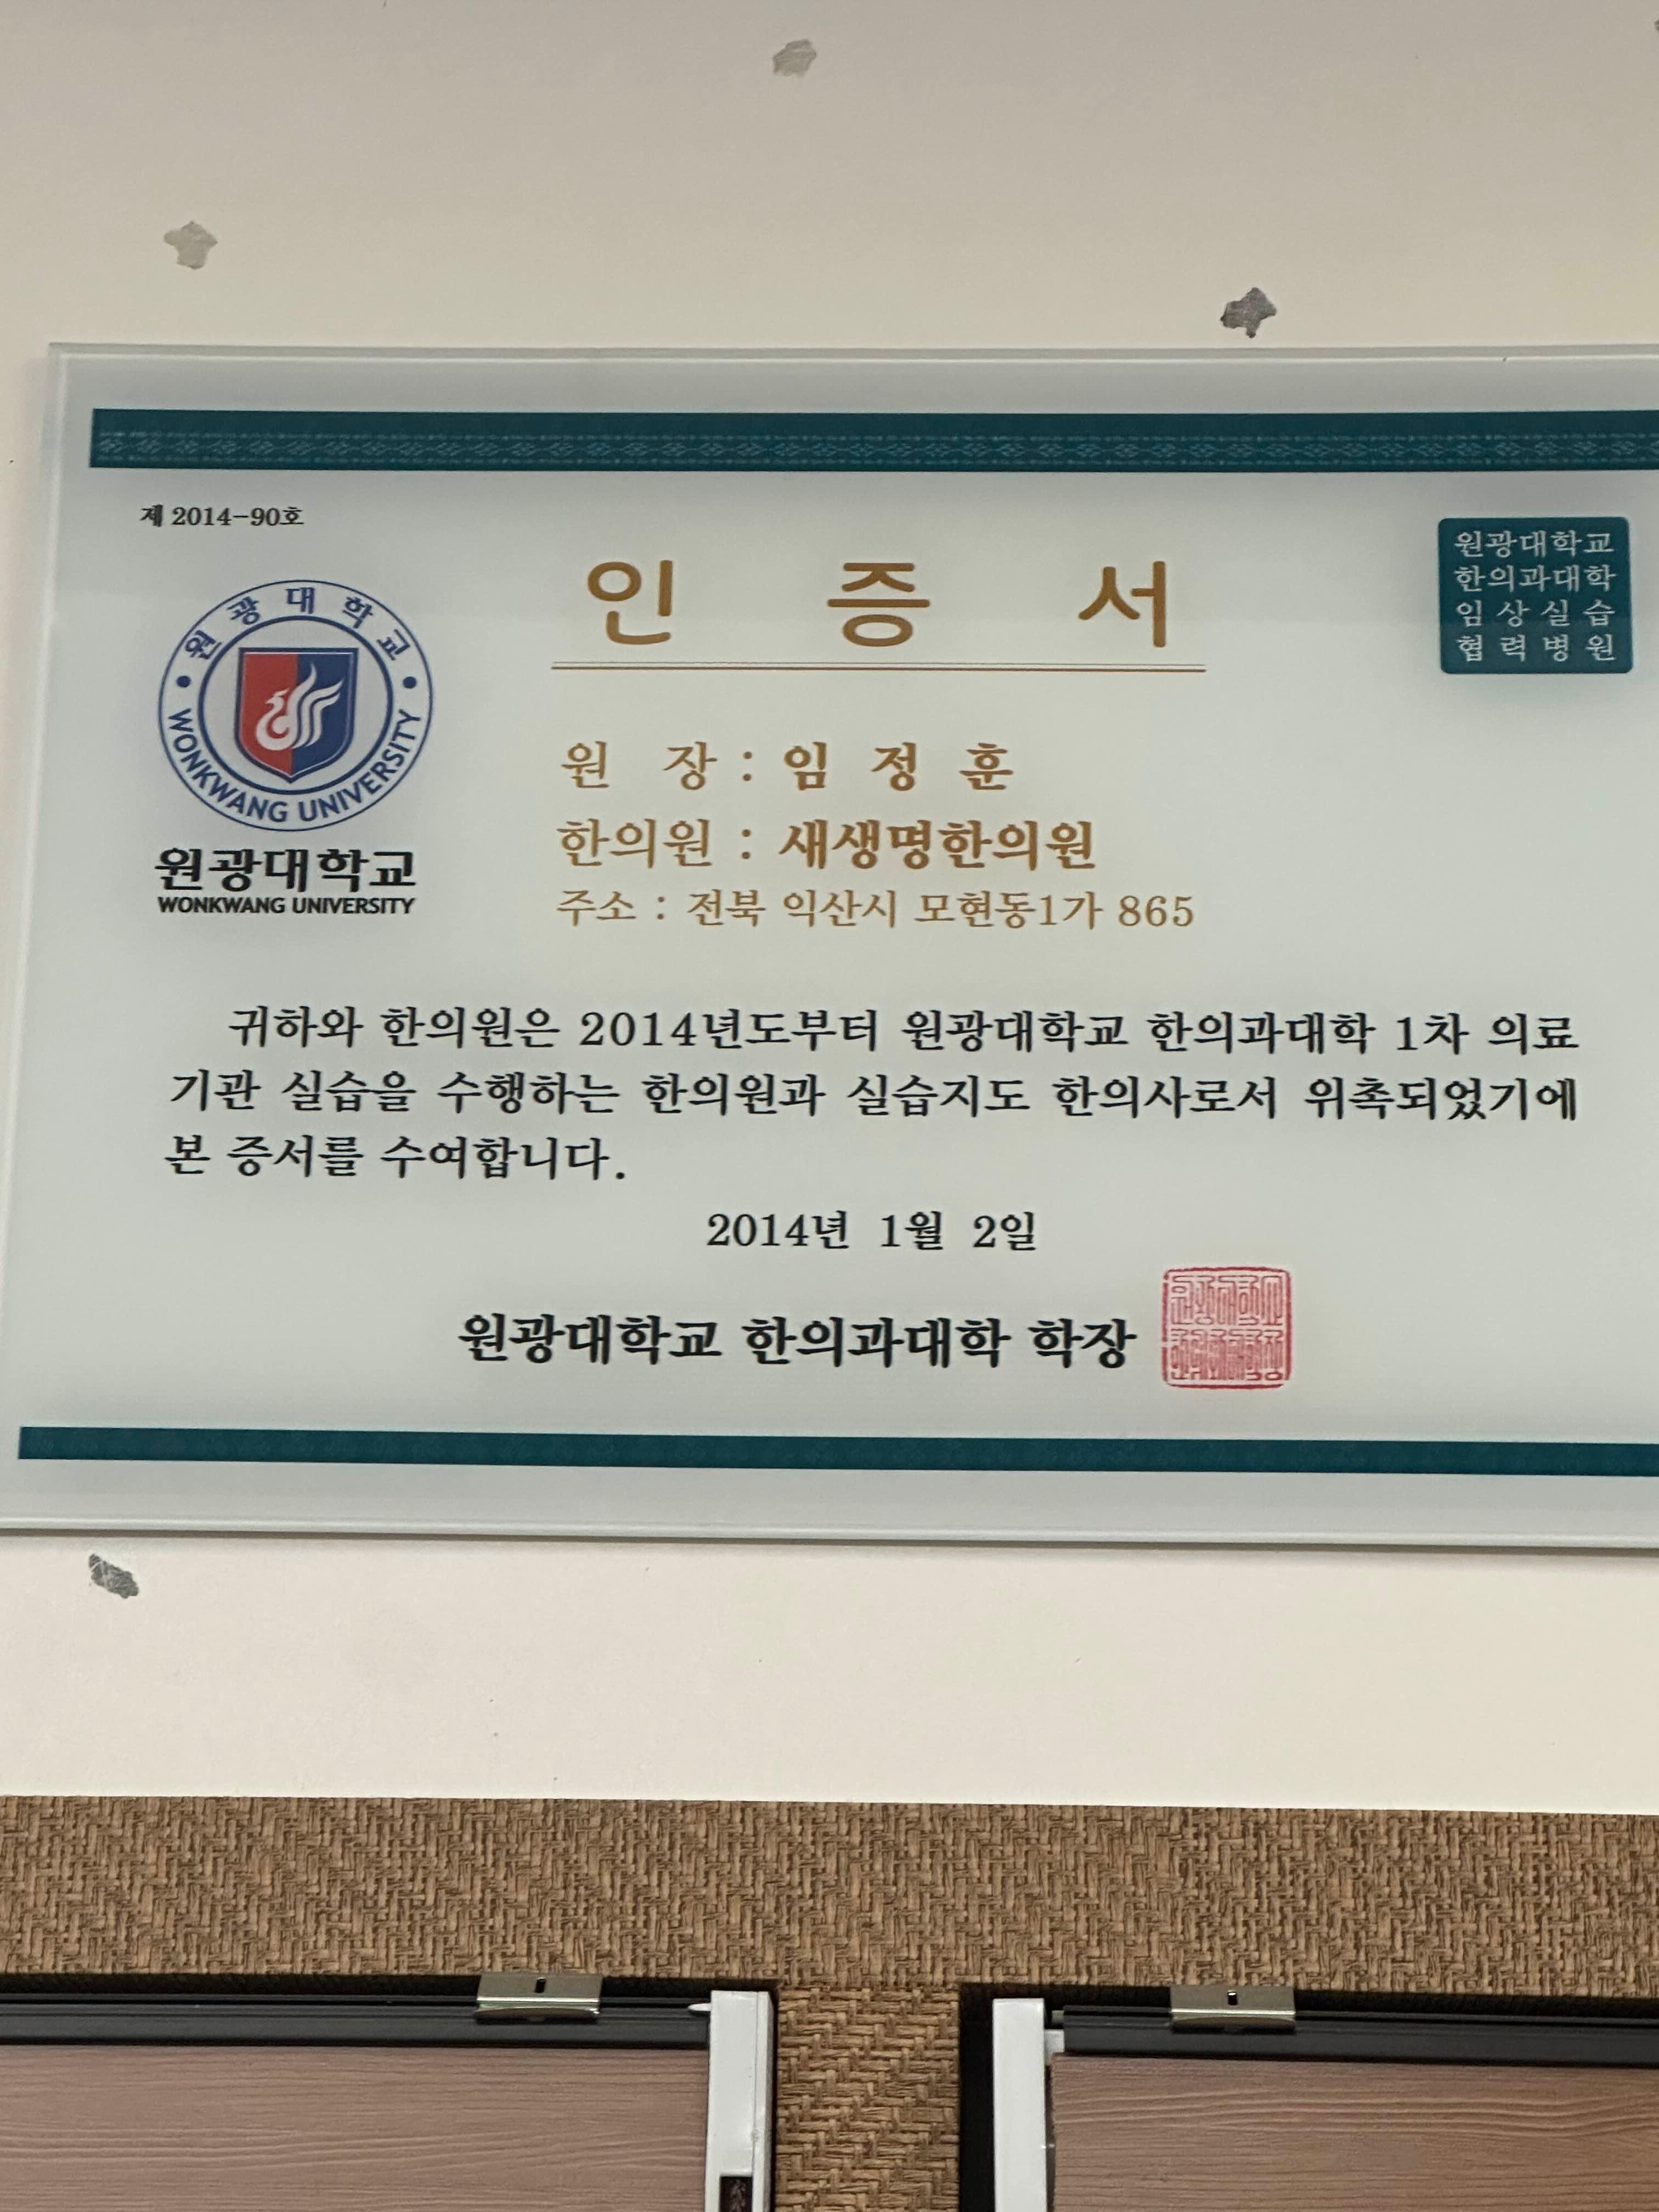 제 2014-90호
인 증 서
원광대학교
한의과대학
임상실습
협력병원
원광대학교
WONKWANG UNIVERSITY
원광대학교
WONKWANG UNIVERSITY
원 장 : 임 정 훈
한의원 : 새생명한의원
주소 : 전북 익산시 모현동1가 865
귀하와 한의원은 2014년도부터 원광대학교 한의과대학 1차 의료
기관 실습을 수행하는 한의원과 실습지도 한의사로서 위촉되었기에
본 증서를 수여합니다.
2014년 1월 2일
원광대학교 한의과대학 학장